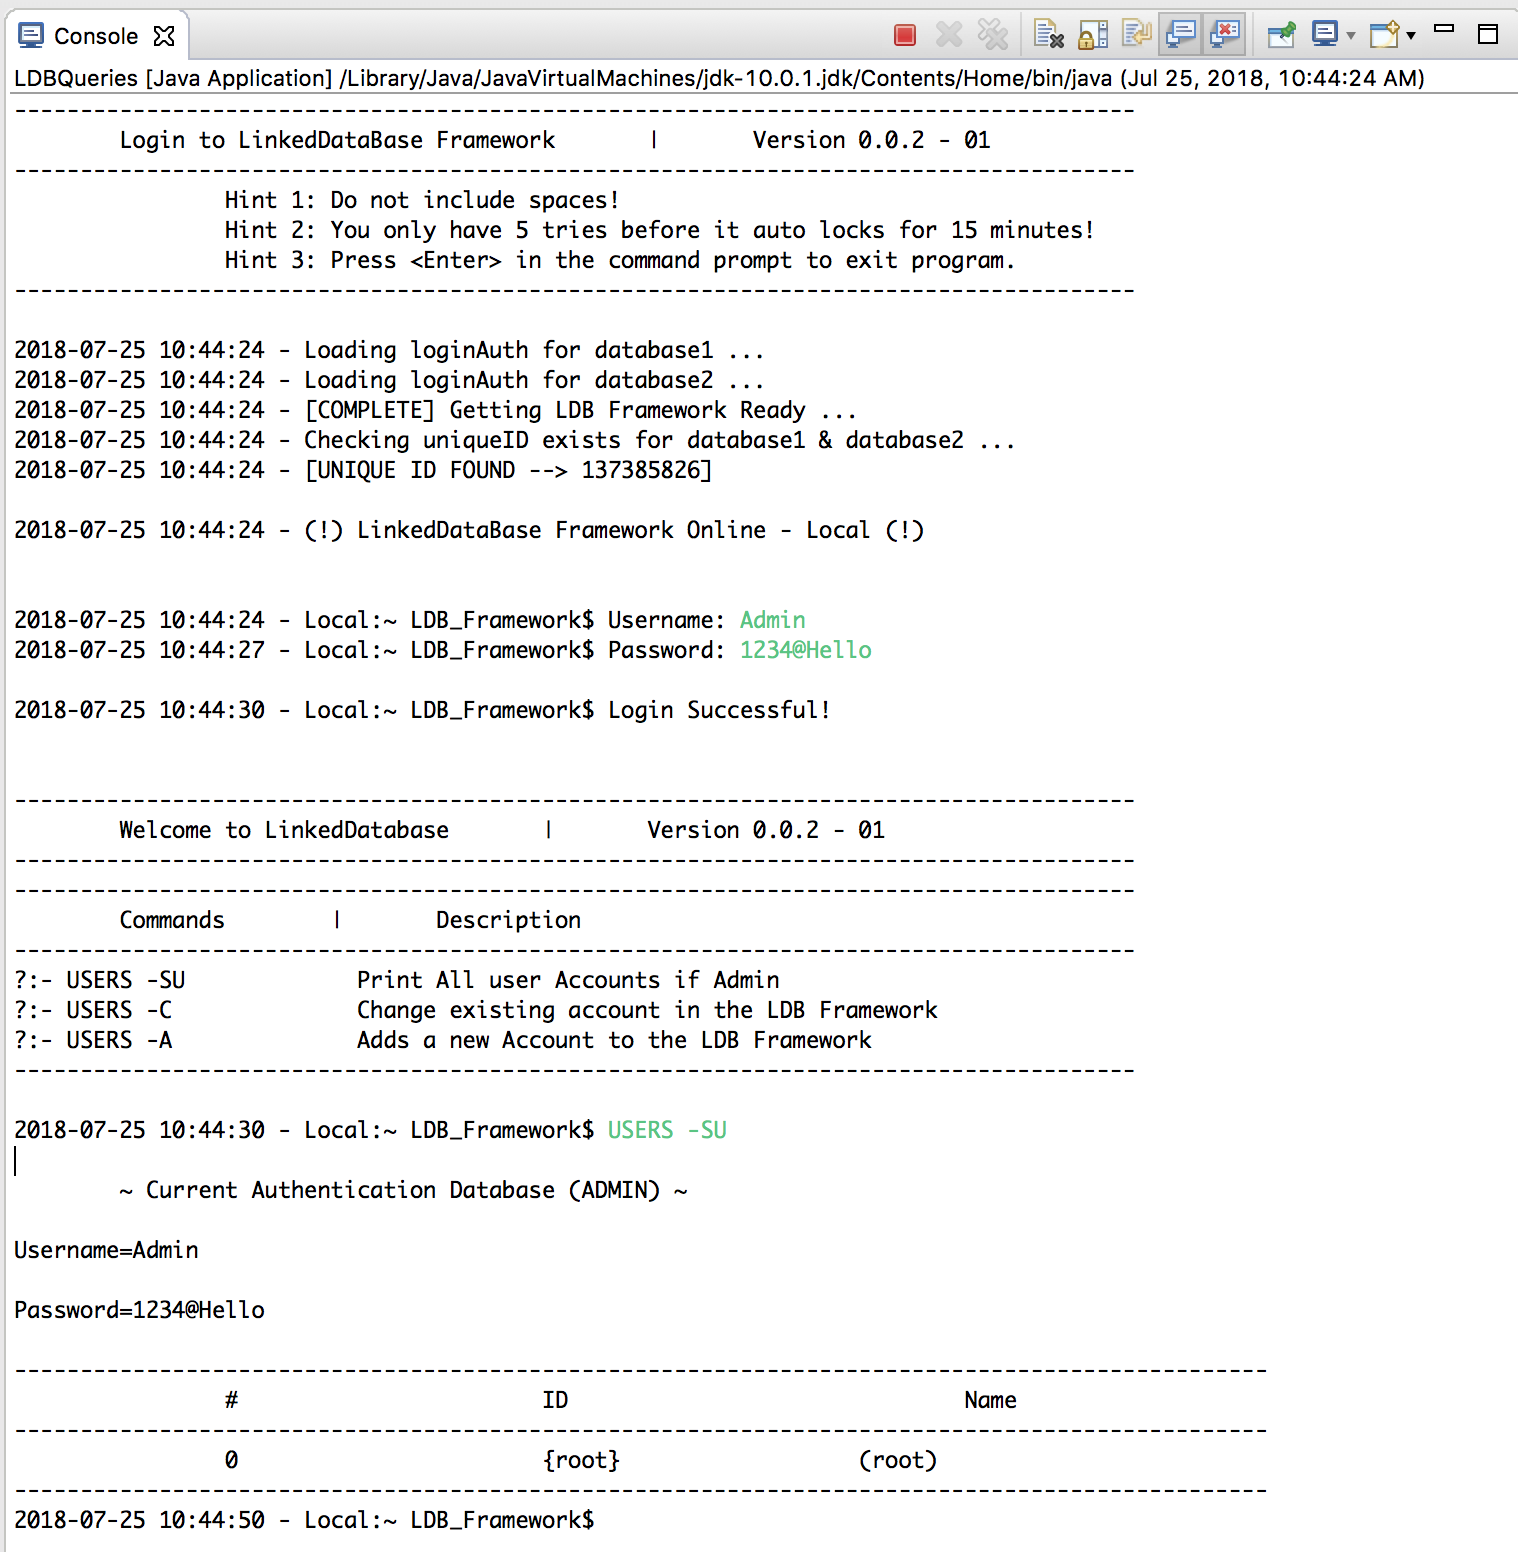 Console
LDBQueries [Java Application] /Library/Java/JavaVirtualMachines/jdk-10.0.1.jdk/Contents/Home/bin/java (Jul 25, 2018, 10:44:24 AM)
-------------------------------------------------------------------------------------
Login to LinkedDataBase Framework | Version 0.0.2 - 01
-------------------------------------------------------------------------------------
Hint 1: Do not include spaces!
Hint 2: You only have 5 tries before it auto locks for 15 minutes!
Hint 3: Press <Enter> in the command prompt to exit program.
-------------------------------------------------------------------------------------
2018-07-25 10:44:24 - Loading loginAuth for database1 ...
2018-07-25 10:44:24 - Loading loginAuth for database2 ...
2018-07-25 10:44:24 - [COMPLETE] Getting LDB Framework Ready ...
2018-07-25 10:44:24 - Checking uniqueID exists for database1 & database2 ...
2018-07-25 10:44:24 - [UNIQUE ID FOUND --> 137385826]
2018-07-25 10:44:24 - (!) LinkedDataBase Framework Online - Local (!)
2018-07-25 10:44:24 - Local:~ LDB_Framework$ Username: Admin
2018-07-25 10:44:27 - Local:~ LDB_Framework$ Password: 1234@Hello
2018-07-25 10:44:30 - Local:~ LDB_Framework$ Login Successful!
-------------------------------------------------------------------------------------
Welcome to LinkedDatabase | Version 0.0.2 - 01
-------------------------------------------------------------------------------------
-------------------------------------------------------------------------------------
Commands | Description
-------------------------------------------------------------------------------------
?:- USERS -SU Print All user Accounts if Admin
?:- USERS -C Change existing account in the LDB Framework
?:- USERS -A Adds a new Account to the LDB Framework
-------------------------------------------------------------------------------------
2018-07-25 10:44:30 - Local:~ LDB_Framework$ USERS -SU
~ Current Authentication Database (ADMIN) ~
Username=Admin
Password=1234@Hello
-----------------------------------------------------------------------------------------------
# ID Name
-----------------------------------------------------------------------------------------------
0 {root} (root)
-----------------------------------------------------------------------------------------------
2018-07-25 10:44:50 - Local:~ LDB_Framework$